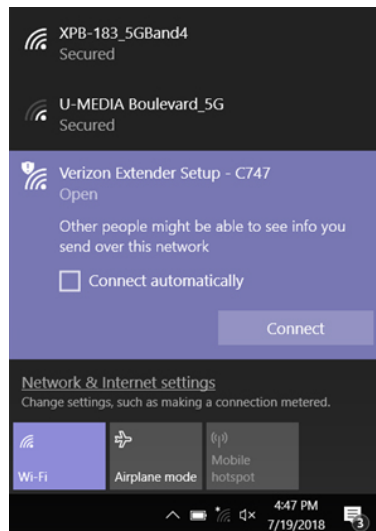 XPB-183_5GBand4
Secured
U-MEDIA Boulevard_5G
Secured
Verizon Extender Setup - C747
Open
Other people might be able to see info you
send over this network
Connect automatically
Connect
Network & Internet settings
Change settings, such as making a connection metered.
Wi-Fi
Airplane mode
Mobile
hotspot
4:47 PM
7/19/2018
3